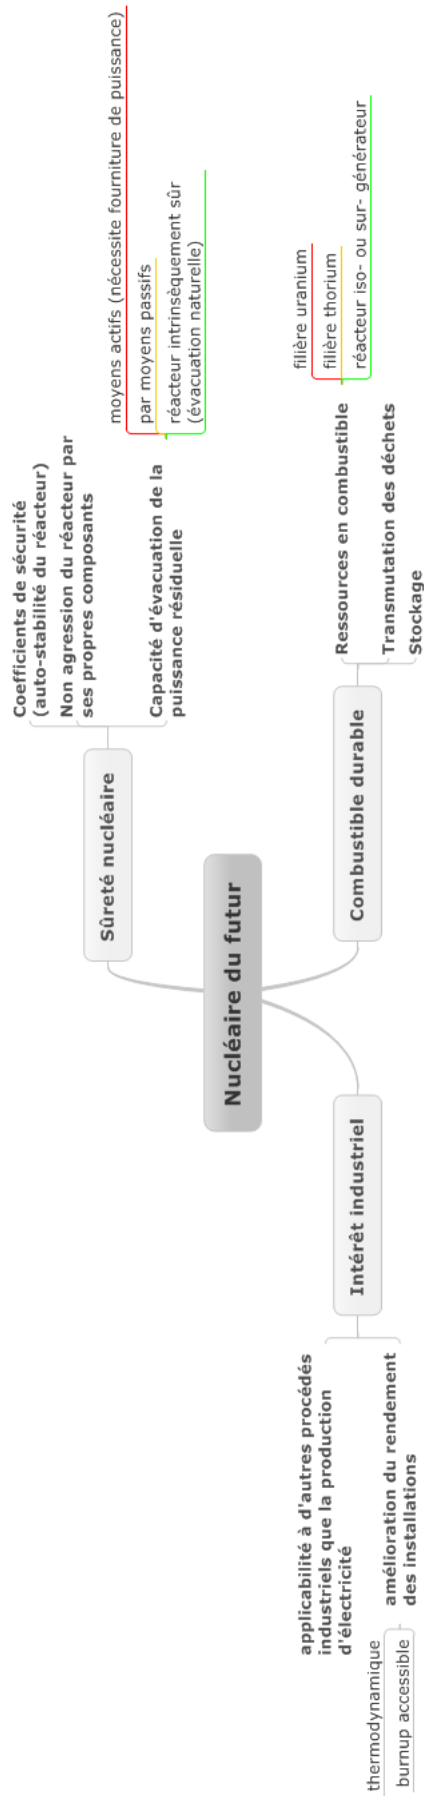 Nucléaire du futur
Sûreté nucléaire
Coefficients de sécurité
(auto-stabilité du réacteur)
Non agression du réacteur par
ses propres composants
Capacité d'évacuation de la
puissance résiduelle
moyens actifs (nécessite fourniture de puissance)
par moyens passifs
réacteur intrinsèquement sûr
(évacuation naturelle)
Combustible durable
Ressources en combustible
filière uranium
filière thorium
réacteur iso- ou sur- générateur
Transmutation des déchets
Stockage
Intérêt industriel
applicabilité à d'autres procédés
industriels que la production
d'électricité
amélioration du rendement
des installations
thermodynamique
burnup accessible